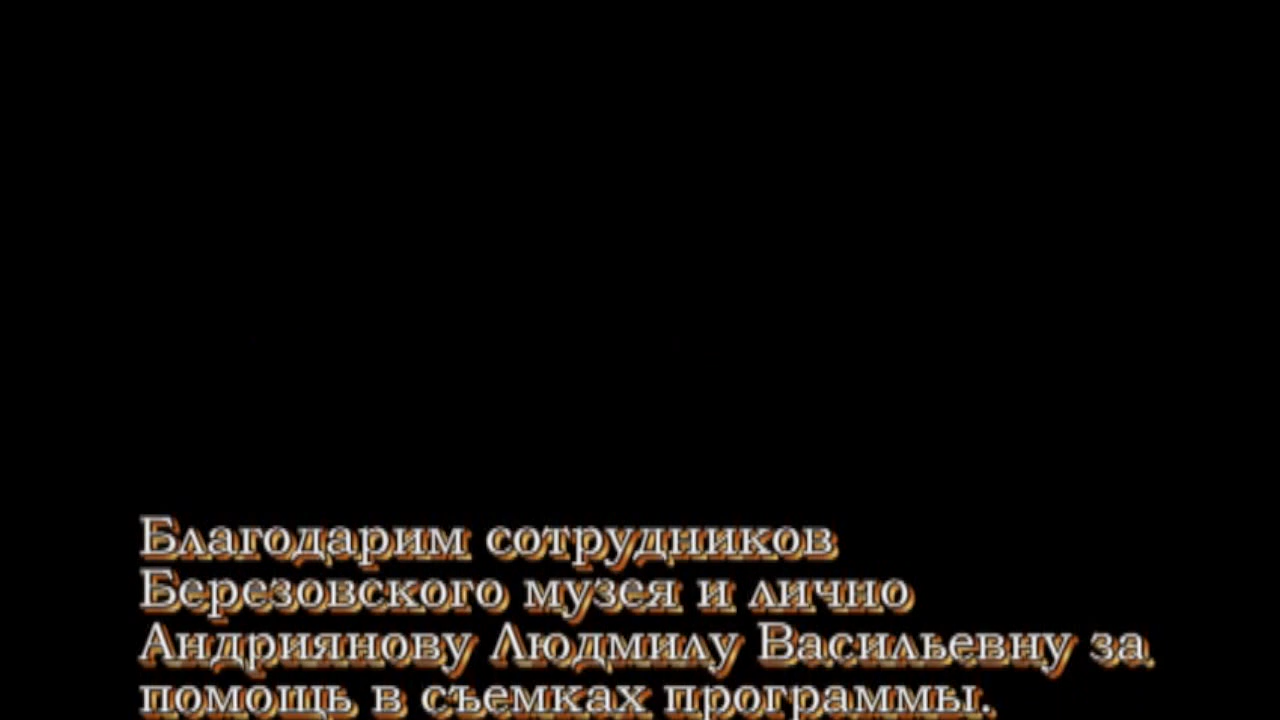 Благодарим сотрудников
Березовского музея и лично
Андриянову Людмилу Васильевну за
помощь в съемках программы.